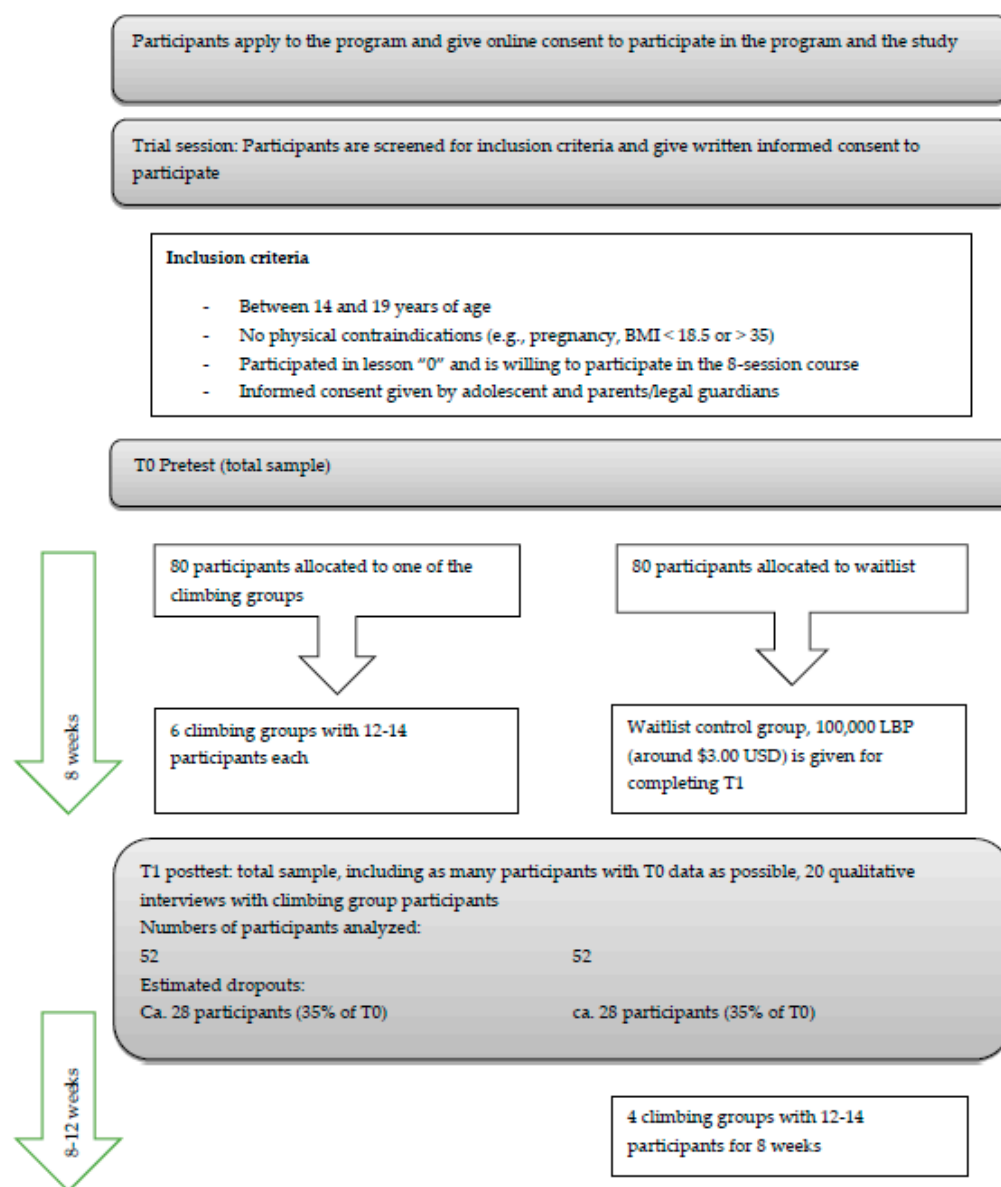 Participants apply to the program and give online consent to participate in the program and the study
Trial session: Participants are screened for inclusion criteria and give written informed consent to
participate
Inclusion criteria
- Between 14 and 19 years of age
- No physical contraindications (e.g., pregnancy, BMI < 18.5 or > 35)
- Participated in lesson "0" and is willing to participate in the 8-session course
- Informed consent given by adolescent and parents/legal guardians
T0 Pretest (total sample)
80 participants allocated to one of the
climbing groups
80 participants allocated to waitlist
8 weeks
6 climbing groups with 12-14
participants each
Waitlist control group, 100,000 LBP
(around $3.00 USD) is given for
completing T1
T1 posttest: total sample, including as many participants with T0 data as possible, 20 qualitative
interviews with climbing group participants
Numbers of participants analyzed:
52 52
Estimated dropouts:
Ca. 28 participants (35% of T0) ca. 28 participants (35% of T0)
8-12 weeks
4 climbing groups with 12-14
participants for 8 weeks